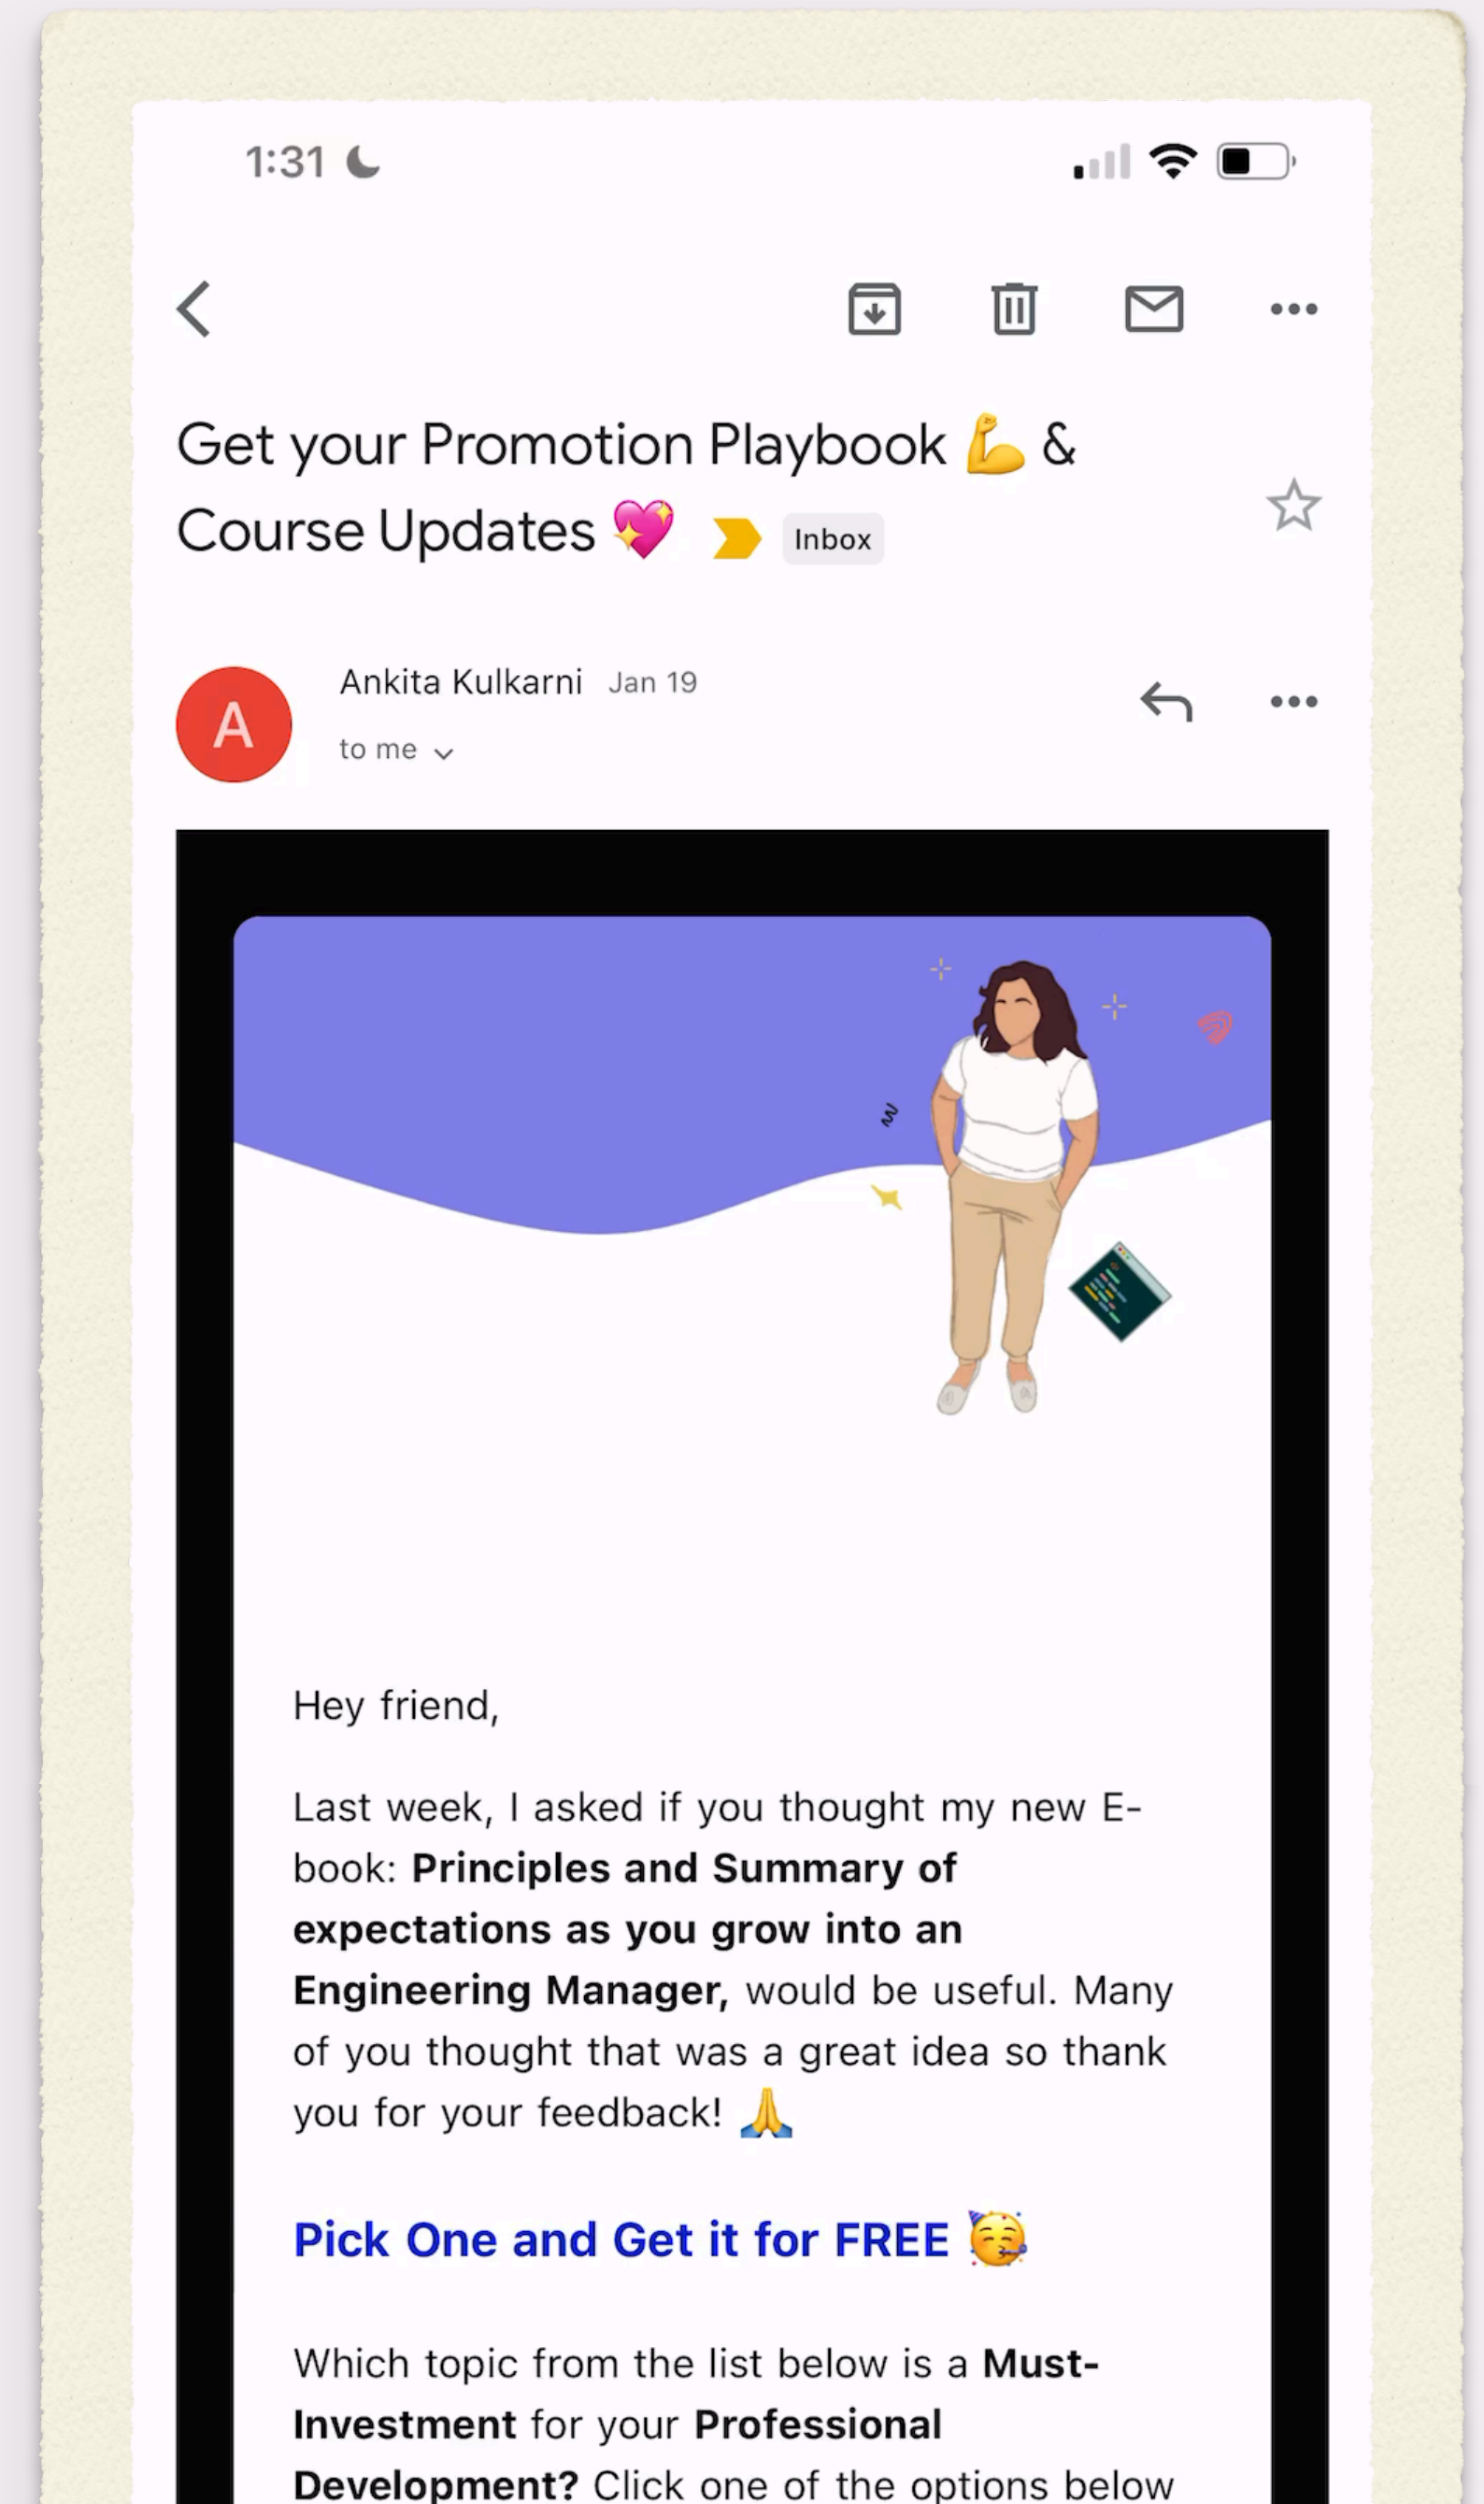 1:31
Get your Promotion Playbook 💪 &
Course Updates 💖 Inbox
Ankita Kulkarni Jan 19
to me
A
Hey friend,
Last week, I asked if you thought my new E-
book: Principles and Summary of
expectations as you grow into an
Engineering Manager, would be useful. Many
of you thought that was a great idea so thank
you for your feedback! 🙏
Pick One and Get it for FREE 🥳
Which topic from the list below is a Must-
Investment for your Professional
Development? Click one of the options below